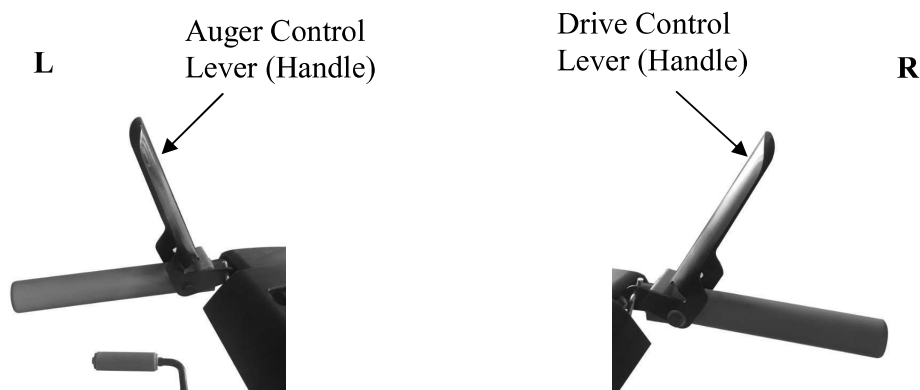 L
Auger Control
Lever (Handle)
Drive Control
Lever (Handle)
R